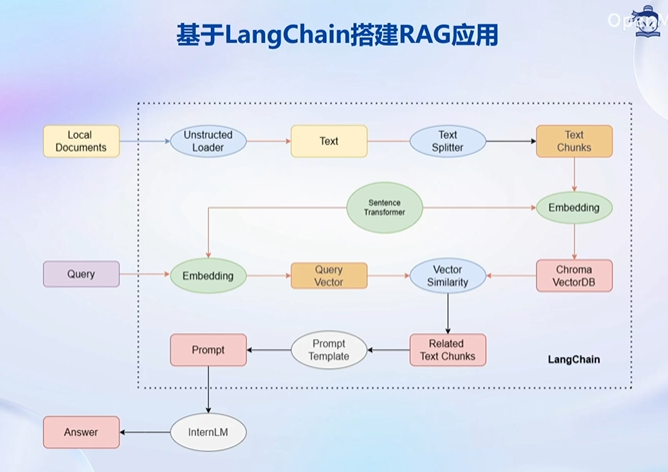 基于LangChain搭建RAG应用
Local
Documents
Unstructed
Loader
Text
Text
Splitter
Text
Chunks
Sentence
Transformer
Embedding
Query
Embedding
Query
Vector
Vector
Similarity
Chroma
VectorDB
Prompt
Prompt
Template
Related
Text Chunks
LangChain
Answer
InternLM